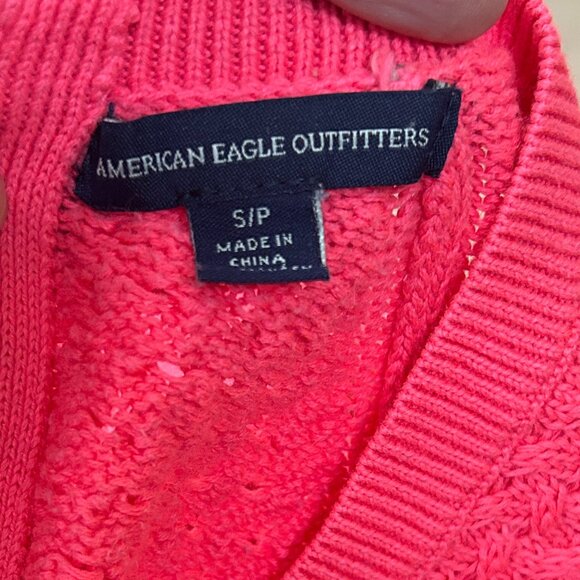 AMERICAN EAGLE OUTFITTERS
S/P
MADE IN
CHINA